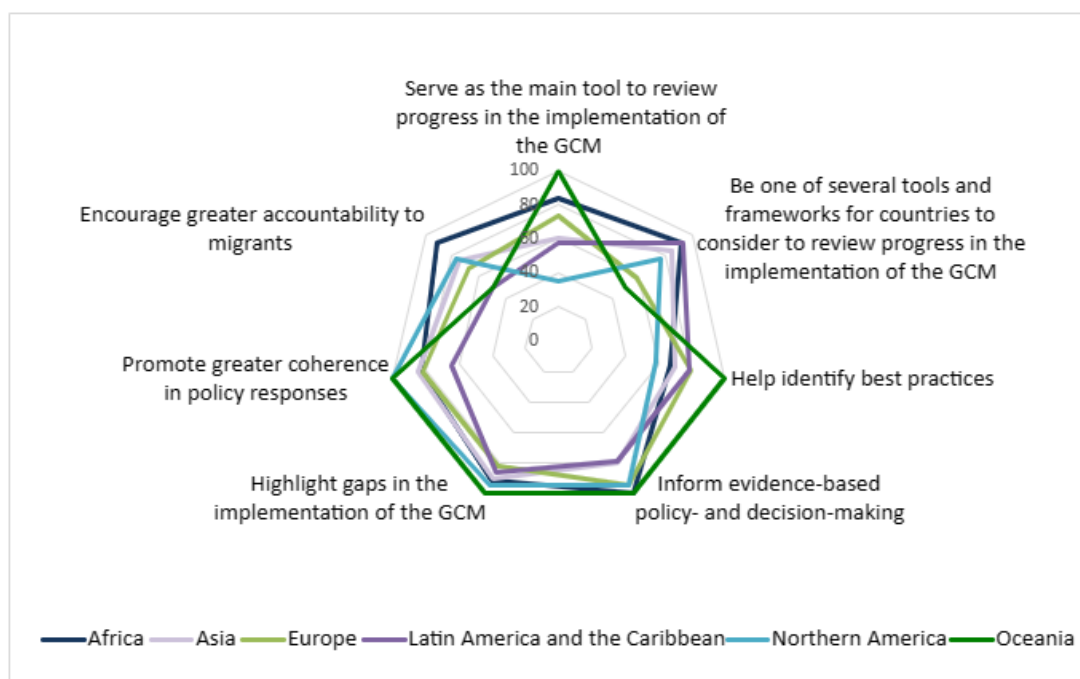 Serve as the main tool to review
progress in the implementation of
the GCM
100
80
60
40
20
0
Be one of several tools and
frameworks for countries to
consider to review progress in the
implementation of the GCM
Help identify best practices
Inform evidence-based
policy- and decision-making
Highlight gaps in the
implementation of the GCM
Promote greater coherence
in policy responses
Encourage greater accountability to
migrants
Africa Asia Europe Latin America and the Caribbean Northern America Oceania